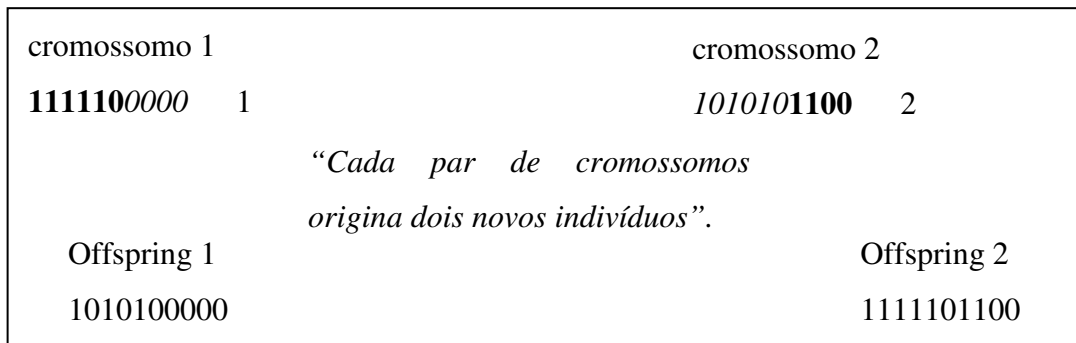 cromossomo 1
cromossomo 2
1111100000 1
1010101100 2
“Cada par de cromossomos
origina dois novos indivíduos”.
Offspring 1
Offspring 2
1010100000
1111101100